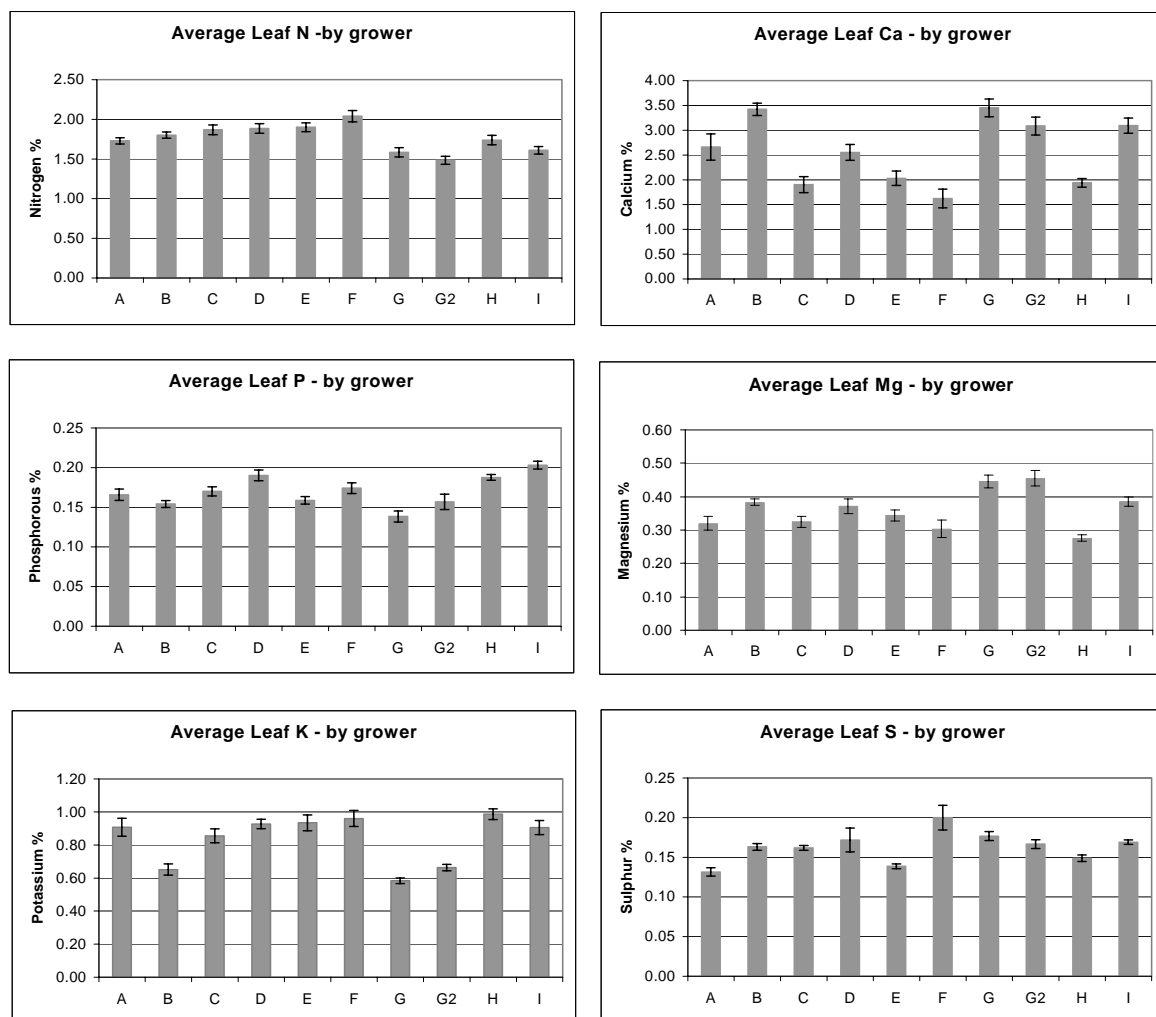 Average Leaf N -by grower
Nitrogen %
2.50
2.00
1.50
1.00
0.50
0.00
A B C D E F G G2 H I
Average Leaf Ca - by grower
Calcium %
4.00
3.50
3.00
2.50
2.00
1.50
1.00
0.50
0.00
A B C D E F G G2 H I
Average Leaf P - by grower
Phosphorous %
0.25
0.20
0.15
0.10
0.05
0.00
A B C D E F G G2 H I
Average Leaf Mg - by grower
Magnesium %
0.60
0.50
0.40
0.30
0.20
0.10
0.00
A B C D E F G G2 H I
Average Leaf K - by grower
Potassium %
1.20
1.00
0.80
0.60
0.40
0.20
0.00
A B C D E F G G2 H I
Average Leaf S - by grower
Sulphur %
0.25
0.20
0.15
0.10
0.05
0.00
A B C D E F G G2 H I